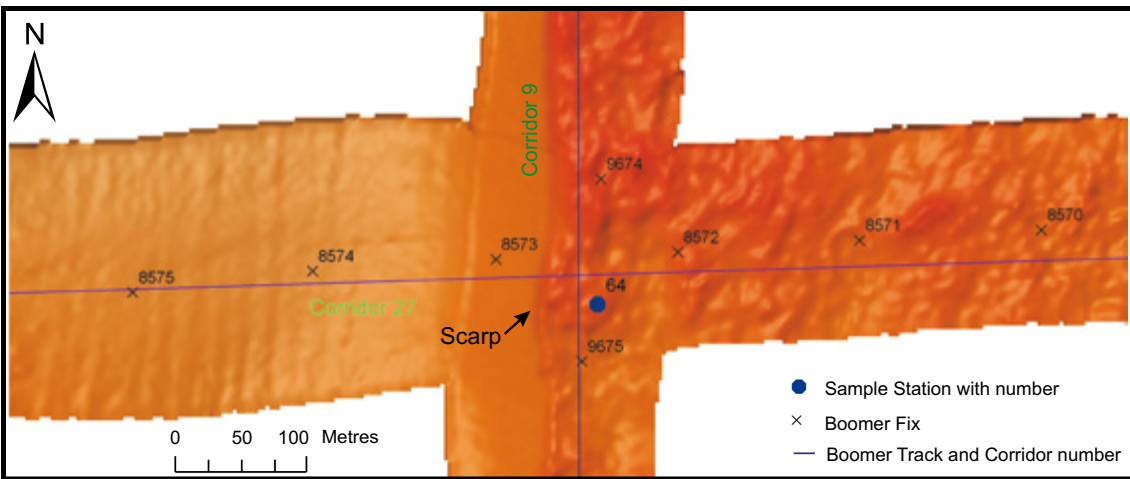 N
Corridor 9
9674
8570
8571
8572
8573
8574
8575
64
Corridor 27
Scarp
9675
Sample Station with number
Boomer Fix
0 50 100 Metres
Boomer Track and Corridor number